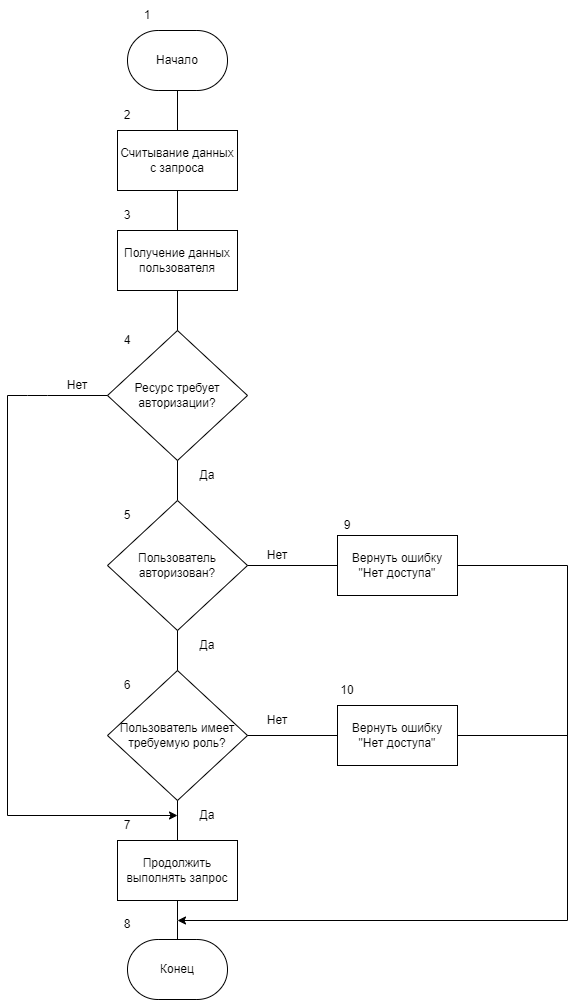 1
Начало
2
Считывание данных
с запроса
3
Получение данных
пользователя
4
Ресурс требует
авторизации?
Нет
Да
5
Пользователь
авторизован?
Нет
9
Вернуть ошибку
"Нет доступа"
Да
6
Пользователь имеет
требуемую роль?
Нет
10
Вернуть ошибку
"Нет доступа"
Да
7
Продолжить
выполнять запрос
8
Конец